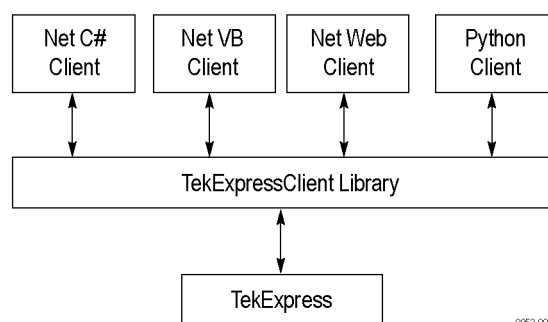 Net C#
Client
Net VB
Client
Net Web
Client
Python
Client
TekExpressClient Library
TekExpress